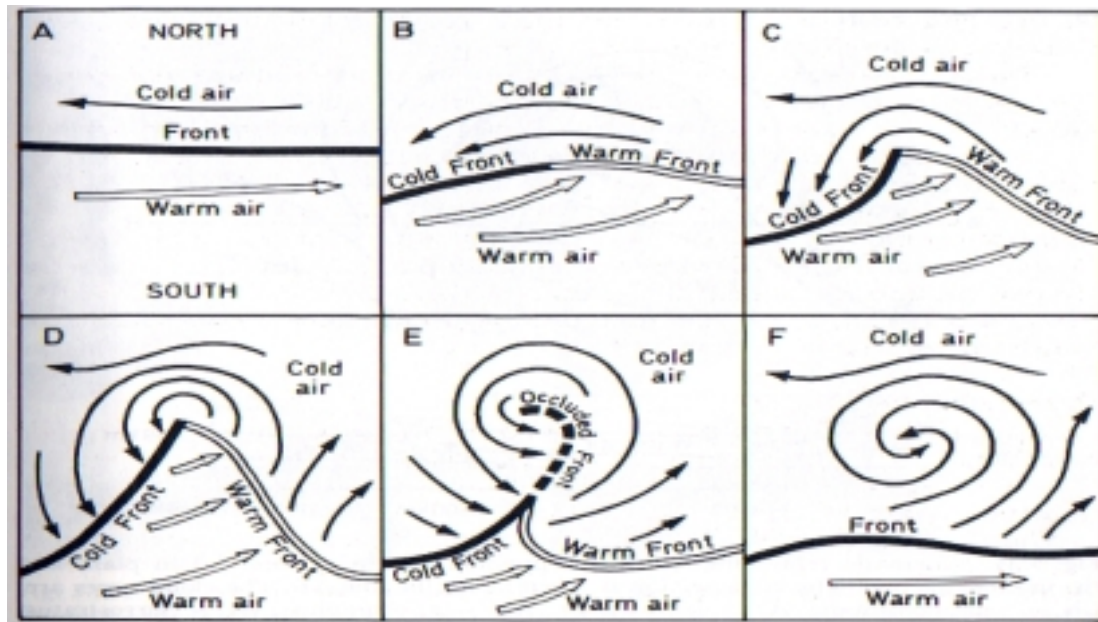 A
NORTH
Cold air
Front
Warm air
SOUTH
B
Cold air
Cold Front
Warm Front
Warm air
C
Cold air
Cold Front
Warm Front
Warm air
D
Cold
air
Cold Front
Warm Front
Warm air
E
Cold
air
Occluded
Front
Cold Front
Warm Front
Warm air
F
Cold air
Front
Warm air